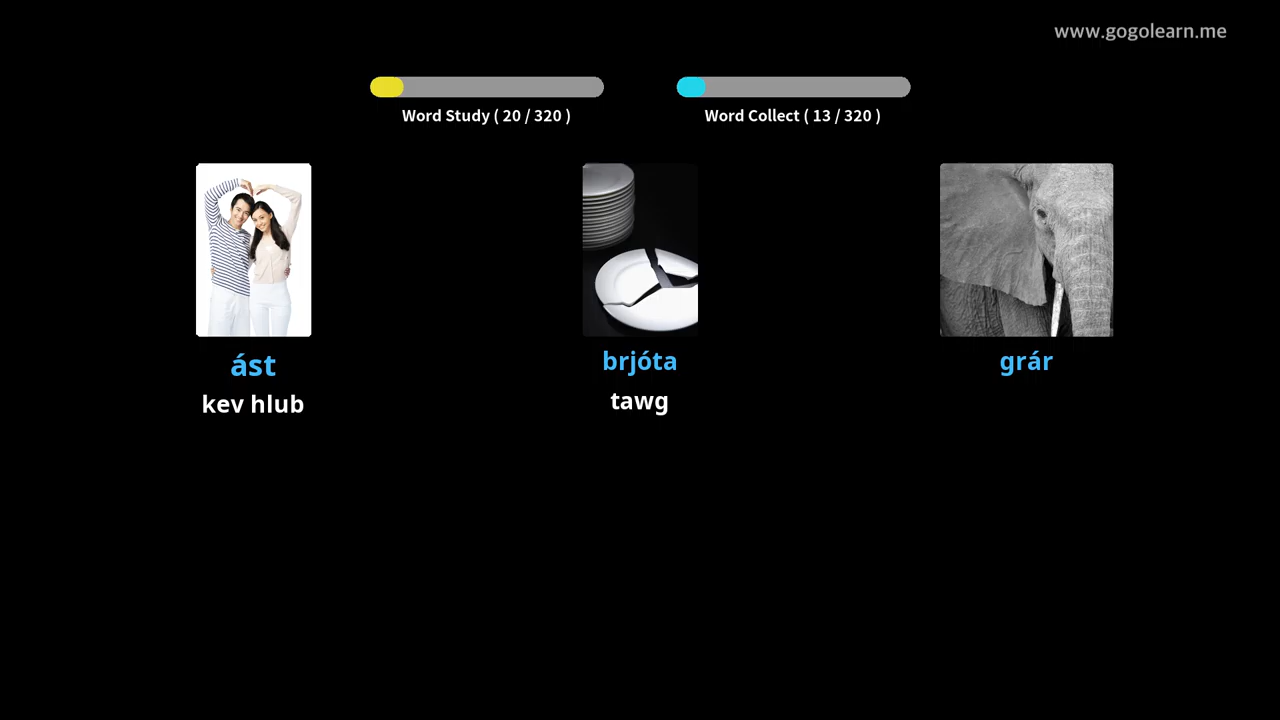 www.gogolearn.me
Word Study ( 20 / 320 )
Word Collect ( 13 / 320 )
ást
kev hlub
brjóta
tawg
grár